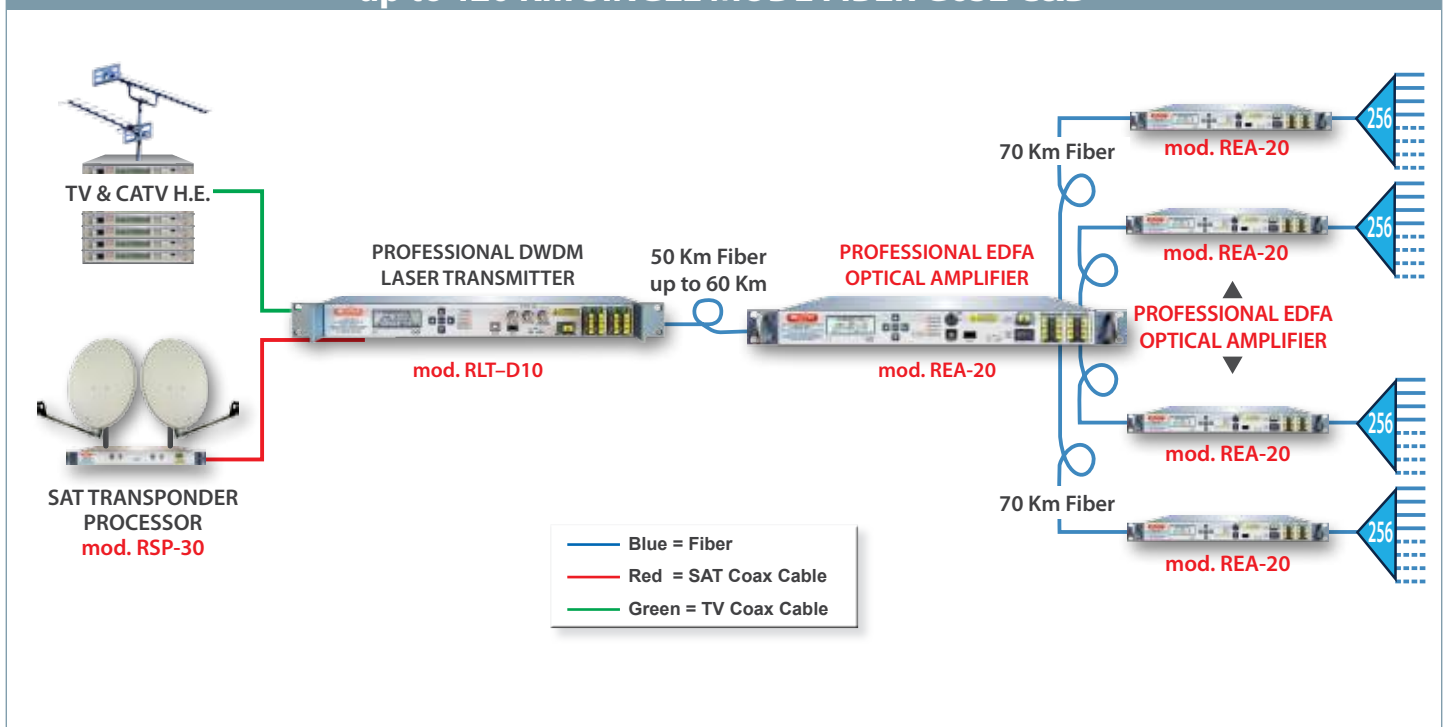 TV & CATV H.E.
SAT TRANSPONDER
PROCESSOR
mod. RSP-30
PROFESSIONAL DWDM
LASER TRANSMITTER
mod. RLT–D10
50 Km Fiber
up to 60 Km
PROFESSIONAL EDFA
OPTICAL AMPLIFIER
mod. REA-20
70 Km Fiber
70 Km Fiber
mod. REA-20
256
mod. REA-20
256
PROFESSIONAL EDFA
OPTICAL AMPLIFIER
mod. REA-20
256
mod. REA-20
256
Blue = Fiber
Red = SAT Coax Cable
Green = TV Coax Cable